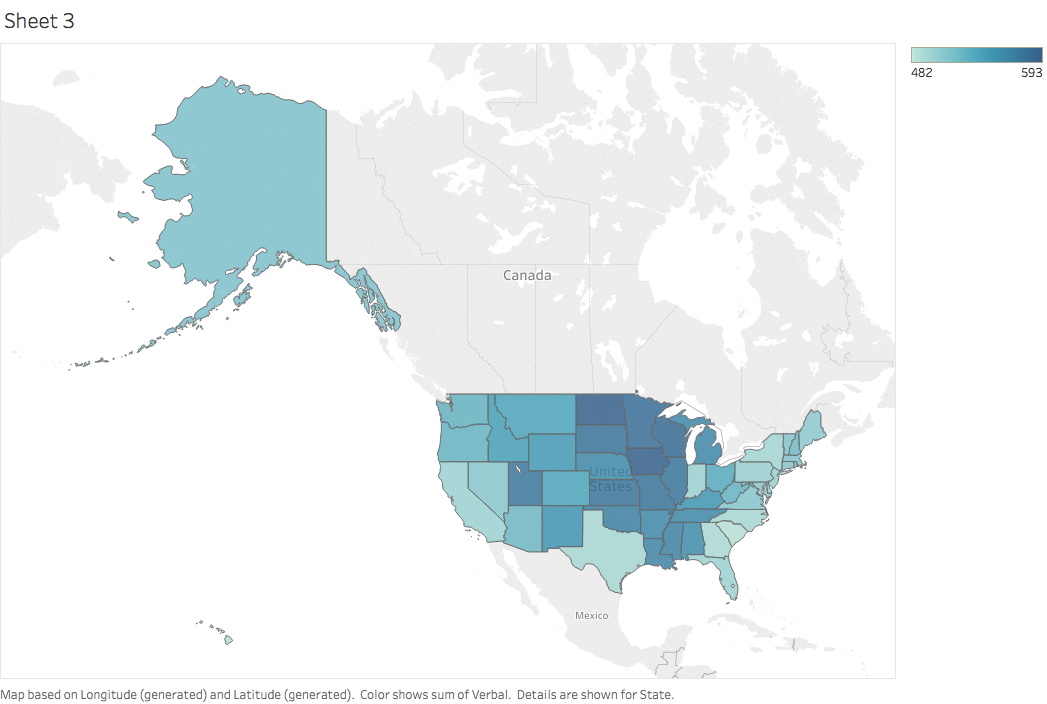 Sheet 3
482 593
Canada
United
States
Mexico
Map based on Longitude (generated) and Latitude (generated). Color shows sum of Verbal. Details are shown for State.